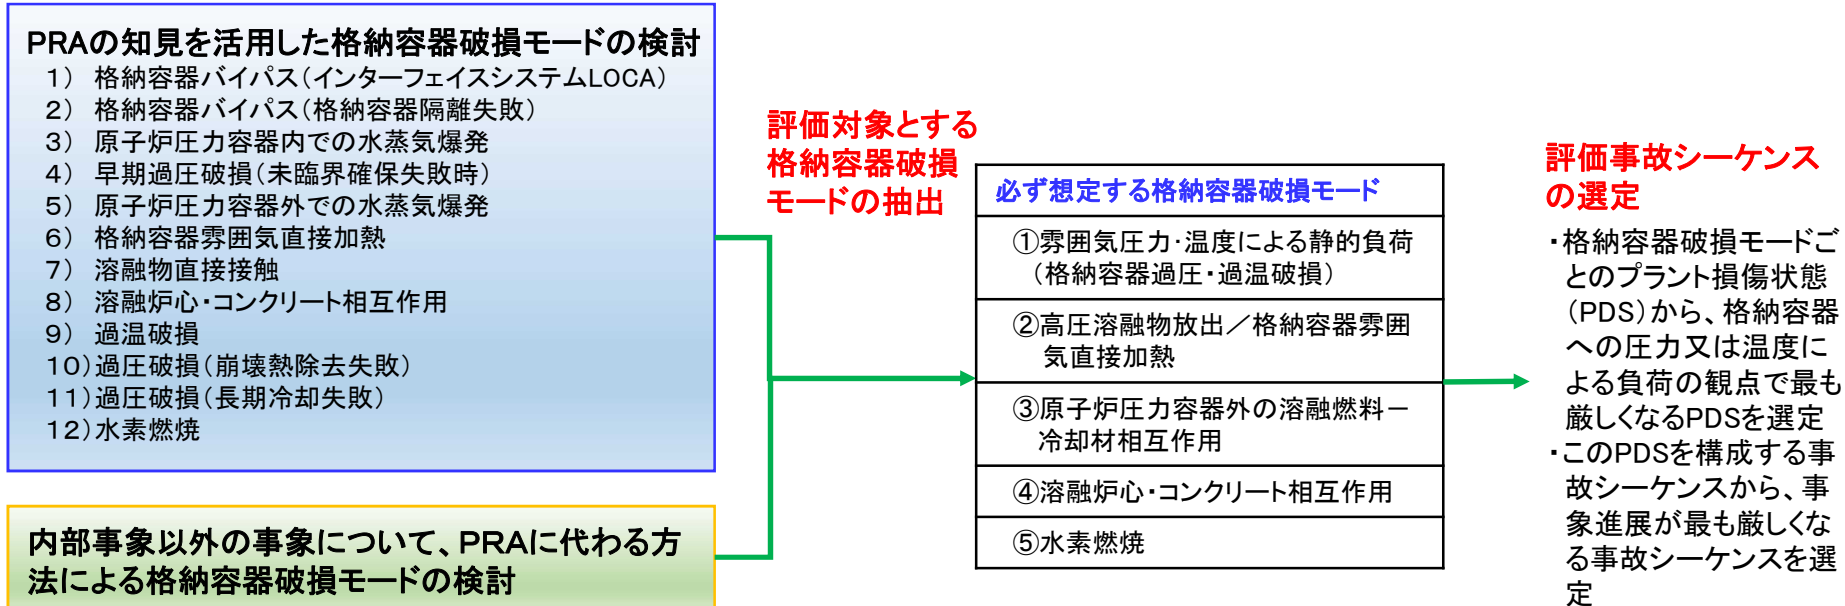 PRAの知見を活用した格納容器破損モードの検討
1） 格納容器バイパス（インターフェイスシステムLOCA）
2） 格納容器バイパス（格納容器隔離失敗）
3） 原子炉圧力容器内での水蒸気爆発
4） 早期過圧破損（未臨界確保失敗時）
5） 原子炉圧力容器外での水蒸気爆発
6） 格納容器雰囲気直接加熱
7） 溶融物直接接触
8） 溶融炉心・コンクリート相互作用
9） 過温破損
10）過圧破損（崩壊熱除去失敗）
11）過圧破損（長期冷却失敗）
12）水素燃焼
内部事象以外の事象について、PRAに代わる方
法による格納容器破損モードの検討
評価対象とする
格納容器破損
モードの抽出
必ず想定する格納容器破損モード
①雰囲気圧力・温度による静的負荷
（格納容器過圧・過温破損）
②高圧溶融物放出／格納容器雰囲
気直接加熱
③原子炉圧力容器外の溶融燃料－
冷却材相互作用
④溶融炉心・コンクリート相互作用
⑤水素燃焼
評価事故シーケンス
の選定
・格納容器破損モードご
とのプラント損傷状態
（PDS）から、格納容器
への圧力又は温度に
よる負荷の観点で最も
厳しくなるPDSを選定
・このPDSを構成する事
故シーケンスから、事
象進展が最も厳しくな
る事故シーケンスを選
定